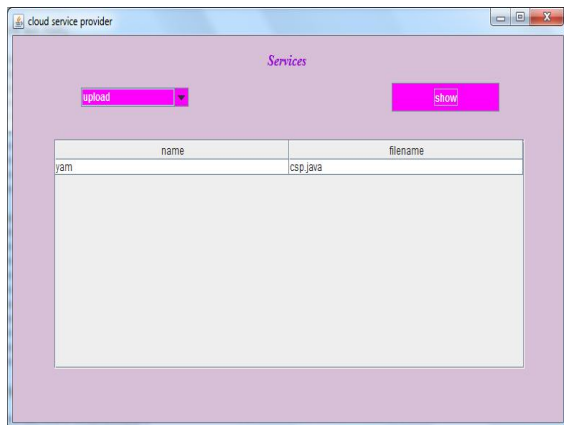 cloud service provider
Services
upload
show
name filename
yam csp.java